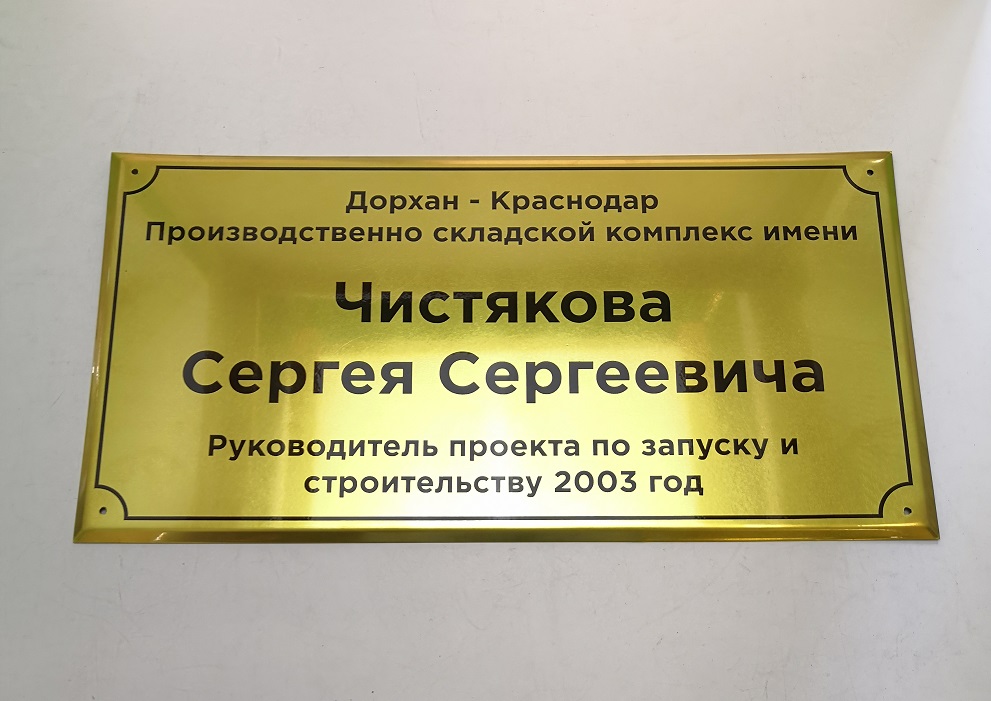 Дорхан - Краснодар
Производственно складской комплекс имени
Чистякова
Сергея Сергеевича
Руководитель проекта по запуску и
строительству 2003 год